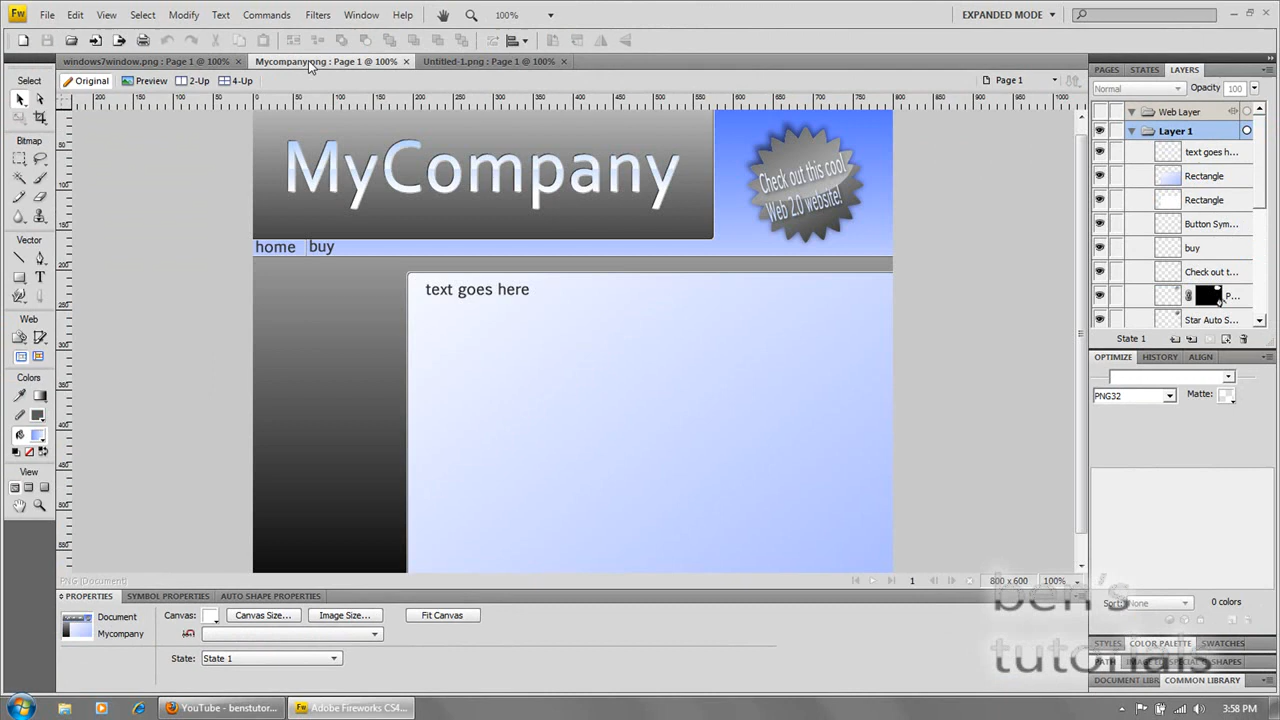 Fw File Edit View Select Modify Text Commands Filters Window Help 100% EXPANDED MODE
windows7window.png : Page 1 @ 100% Mycompany.png : Page 1 @ 100% Untitled-1.png : Page 1 @ 100%
Original Preview 2-Up 4-Up Page 1
Select
Bitmap
Vector
Web
Colors
View
MyCompany
Check out this cool
Web 2.0 website!
home buy
text goes here
PAGES STATES LAYERS
Normal Opacity 100
Web Layer
Layer 1
text goes h...
Rectangle
Rectangle
Button Sym...
buy
Check out t...
P...
Star Auto S...
State 1
OPTIMIZE HISTORY ALIGN
PNG32 Matte:
Sort: None 0 colors
STYLES COLOR PALETTE SWATCHES
PATH IMAGE EDI SPECIAL SHAPES
DOCUMENT LIBR COMMON LIBRARY
PNG (Document) 1 800 x 600 100%
PROPERTIES SYMBOL PROPERTIES AUTO SHAPE PROPERTIES
Document
Mycompany
Canvas: Canvas Size... Image Size... Fit Canvas
State: State 1
ben's
tutorials
YouTube - benstutor... Fw Adobe Fireworks CS4... 3:58 PM